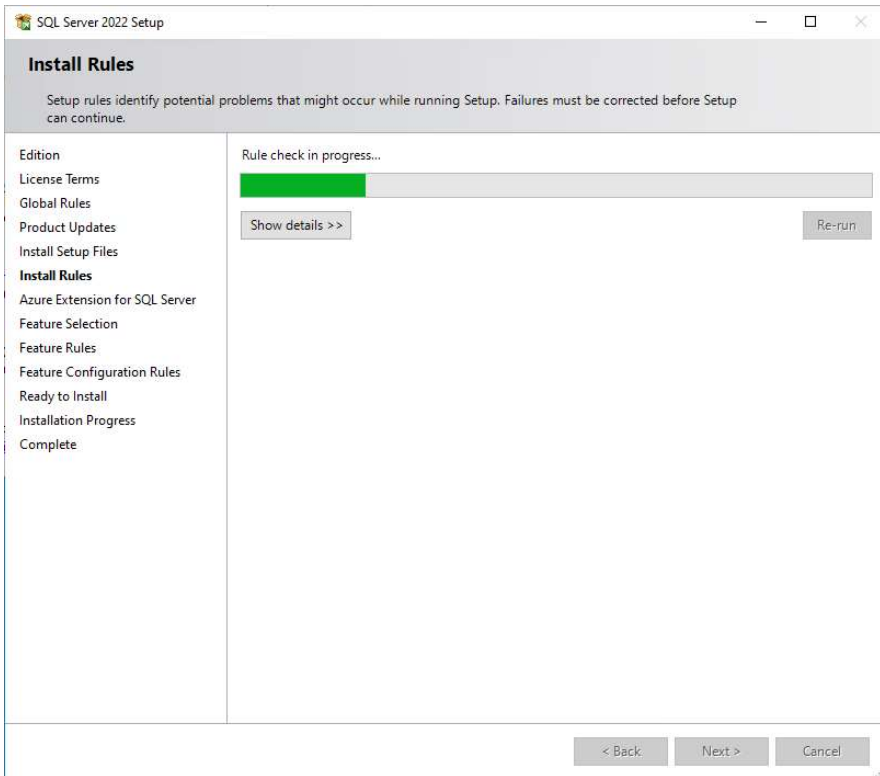 SQL Server 2022 Setup
Install Rules
Setup rules identify potential problems that might occur while running Setup. Failures must be corrected before Setup
can continue.
Edition
License Terms
Global Rules
Product Updates
Install Setup Files
Install Rules
Azure Extension for SQL Server
Feature Selection
Feature Rules
Feature Configuration Rules
Ready to Install
Installation Progress
Complete
Rule check in progress...
Show details >>
Re-run
< Back
Next >
Cancel